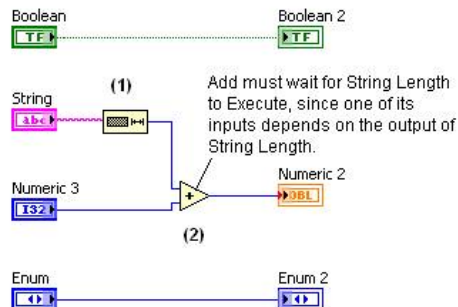 Boolean
Boolean 2
TF
TF
(1)
Add must wait for String Length
to Execute, since one of its
inputs depends on the output of
String Length.
String
abc
Numeric 3
Numeric 2
I32
+
DBL
(2)
Enum
Enum 2